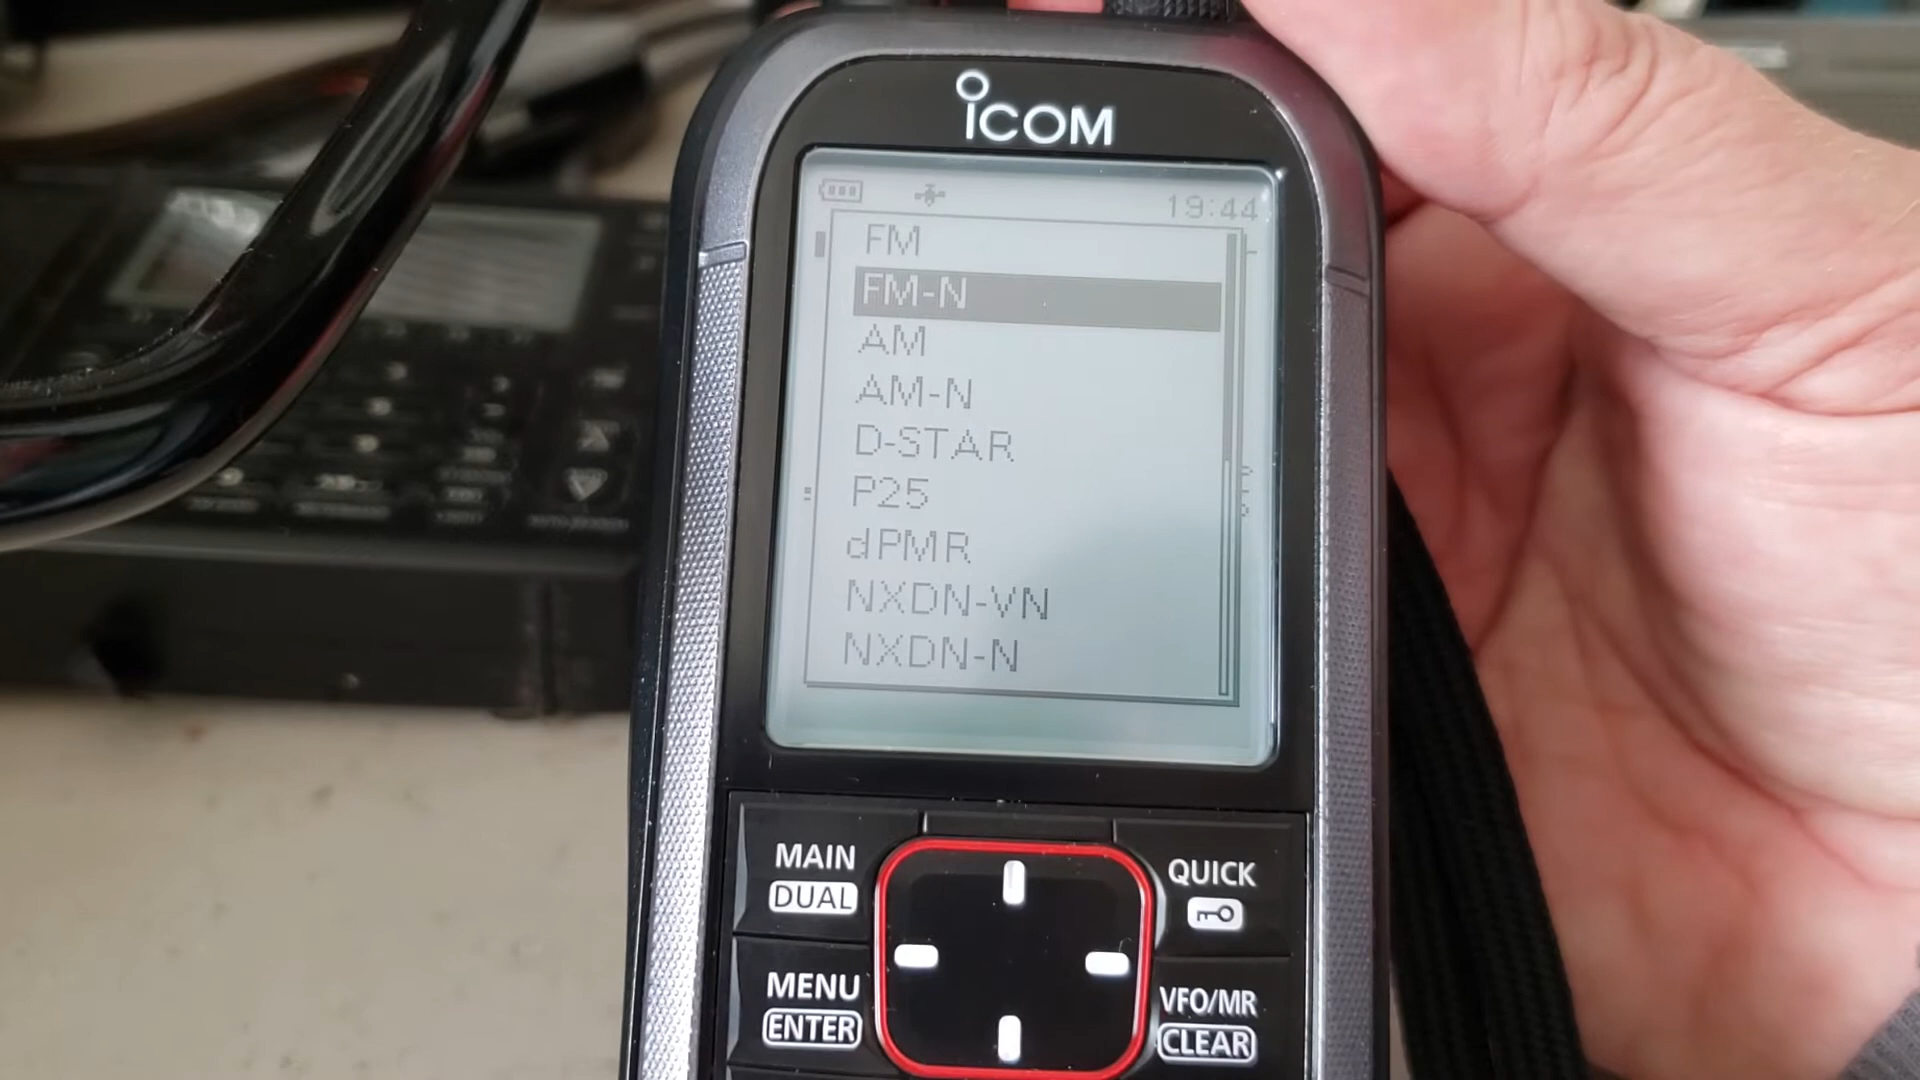 ICOM
19:44
FM
FM-N
AM
AM-N
D-STAR
P25
dPMR
NXDN-VN
NXDN-N
MAIN
DUAL
QUICK
MENU
ENTER
VFO/MR
CLEAR